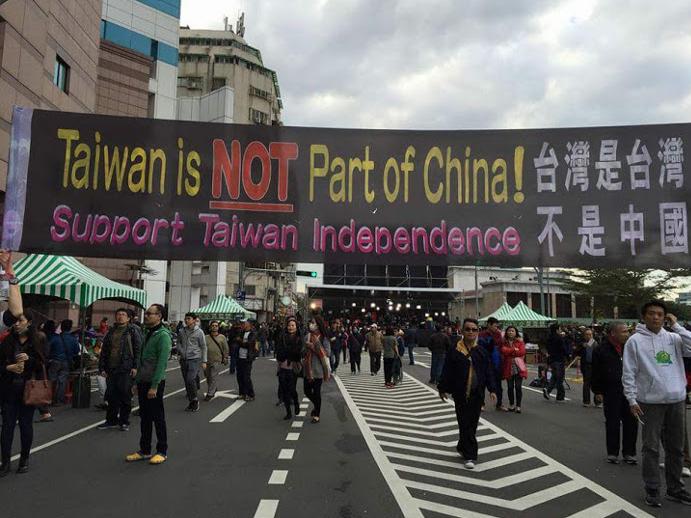 Taiwan is NOT Part of China!
Support Taiwan Independence
台灣是台灣
不是中國